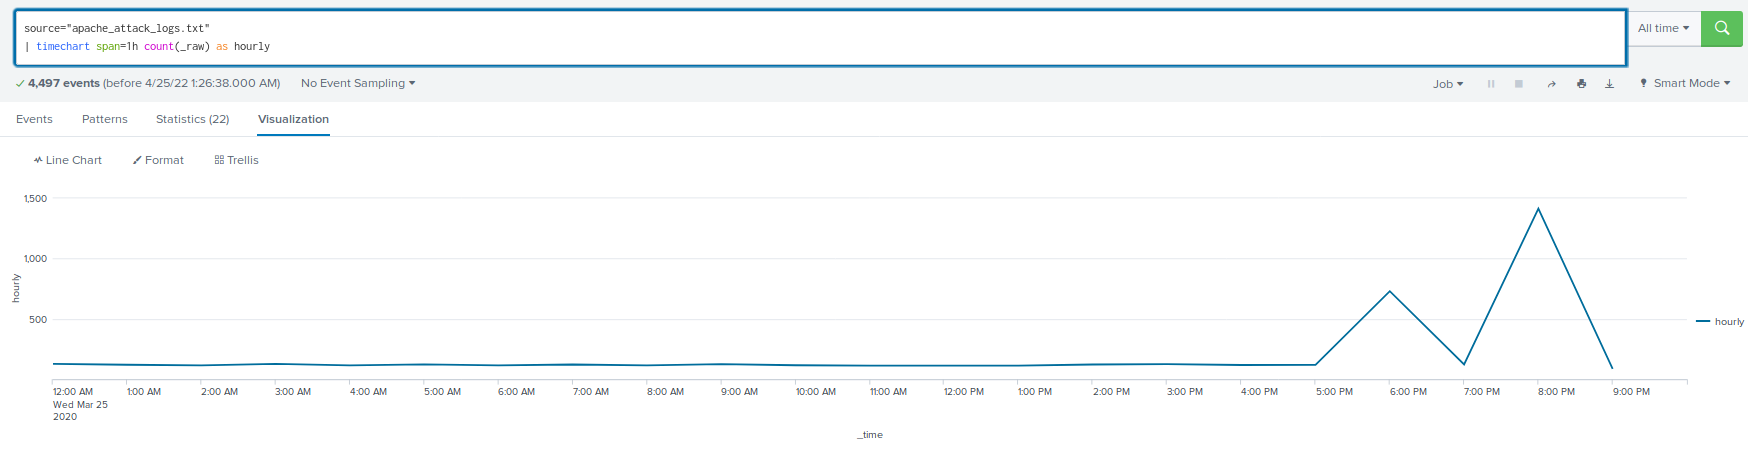 source="apache_attack_logs.txt"
All time
| timechart span=1h count(_raw) as hourly
4,497 events (before 4/25/22 1:26:38.000 AM)
No Event Sampling
Job
Smart Mode
Events
Patterns
Statistics (22)
Visualization
Line Chart
Format
Trellis
1,500
1,000
500
hourly
hourly
12:00 AM
Wed Mar 25
2020
1:00 AM
2:00 AM
3:00 AM
4:00 AM
5:00 AM
6:00 AM
7:00 AM
8:00 AM
9:00 AM
10:00 AM
11:00 AM
12:00 PM
1:00 PM
2:00 PM
3:00 PM
4:00 PM
5:00 PM
6:00 PM
7:00 PM
8:00 PM
9:00 PM
_time